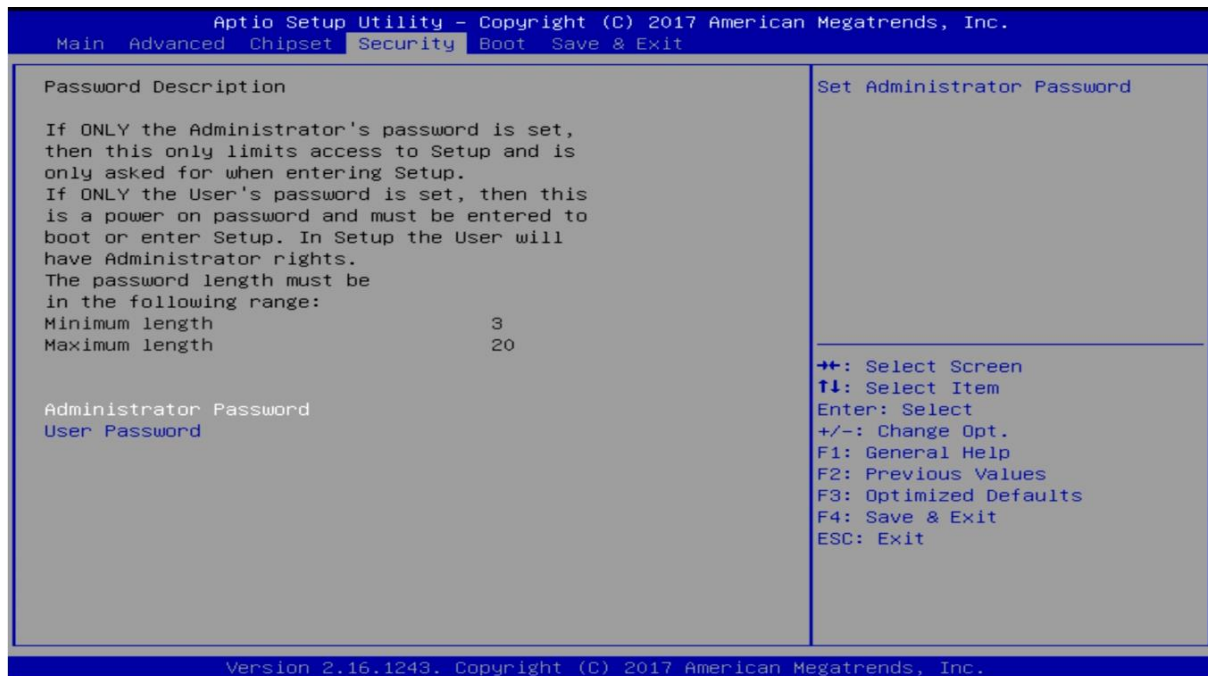 Aptio Setup Utility – Copyright (C) 2017 American Megatrends, Inc.
Main Advanced Chipset Security Boot Save & Exit
Password Description
If ONLY the Administrator's password is set,
then this only limits access to Setup and is
only asked for when entering Setup.
If ONLY the User's password is set, then this
is a power on password and must be entered to
boot or enter Setup. In Setup the User will
have Administrator rights.
The password length must be
in the following range:
Minimum length 3
Maximum length 20
Administrator Password
User Password
Set Administrator Password
→←: Select Screen
↑↓: Select Item
Enter: Select
+/-: Change Opt.
F1: General Help
F2: Previous Values
F3: Optimized Defaults
F4: Save & Exit
ESC: Exit
Version 2.16.1243. Copyright (C) 2017 American Megatrends, Inc.